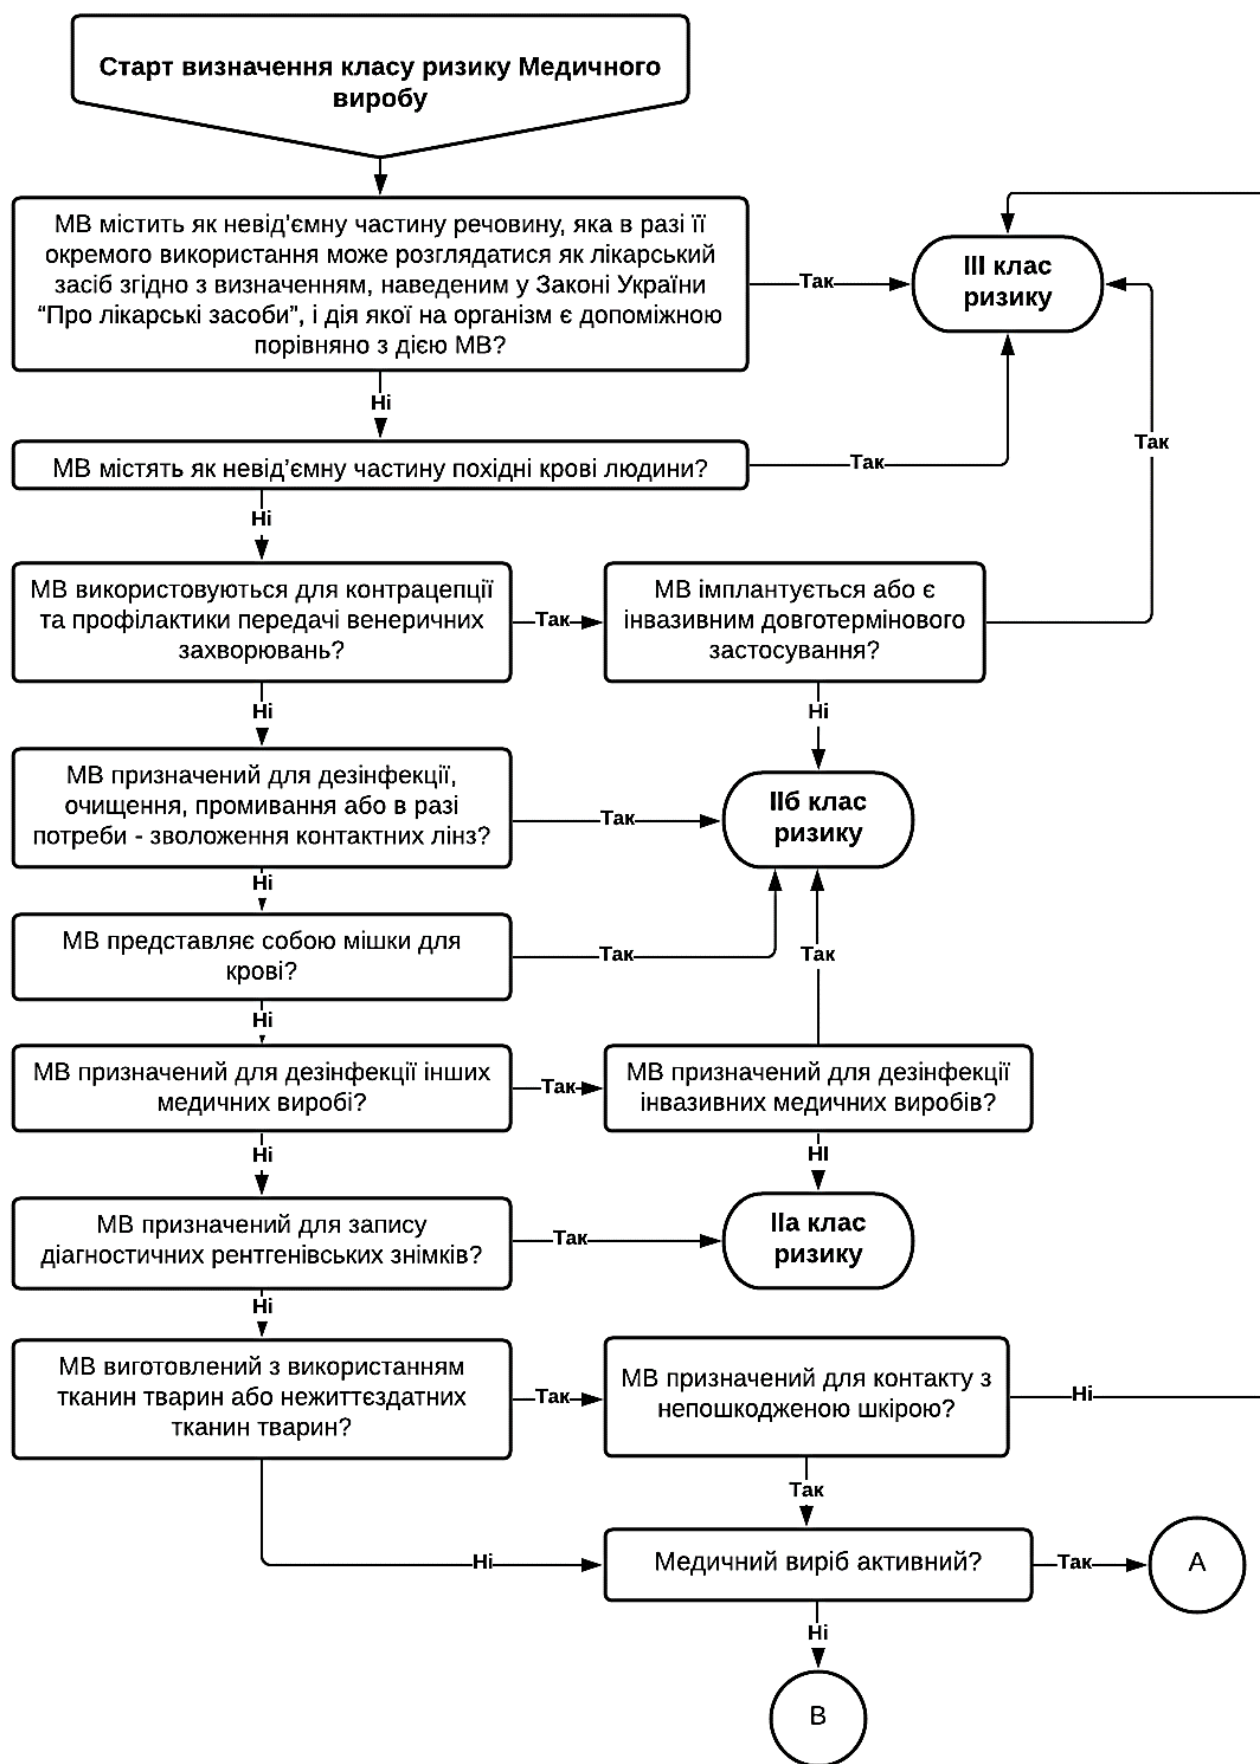 Старт визначення класу ризику Медичного
виробу
МВ містить як невід'ємну частину речовину, яка в разі її
окремого використання може розглядатися як лікарський
засіб згідно з визначенням, наведеним у Законі України
“Про лікарські засоби”, і дія якої на організм є допоміжною
порівняно з дією МВ?
Так
III клас
ризику
Ні
МВ містять як невід’ємну частину похідні крові людини?
Так
Так
Ні
МВ використовуються для контрацепції
та профілактики передачі венеричних
захворювань?
Так
МВ імплантується або є
інвазивним довготермінового
застосування?
Ні
Ні
МВ призначений для дезінфекції,
очищення, промивання або в разі
потреби - зволоження контактних лінз?
Так
IIб клас
ризику
Ні
МВ представляє собою мішки для
крові?
Так
Так
Ні
МВ призначений для дезінфекції інших
медичних виробі?
Так
МВ призначений для дезінфекції
інвазивних медичних виробів?
Ні
НІ
МВ призначений для запису
діагностичних рентгенівських знімків?
Так
IIа клас
ризику
Ні
МВ виготовлений з використанням
тканин тварин або нежиттєздатних
тканин тварин?
Так
МВ призначений для контакту з
непошкодженою шкірою?
Ні
Так
Ні
Медичний виріб активний?
Так
А
Ні
В